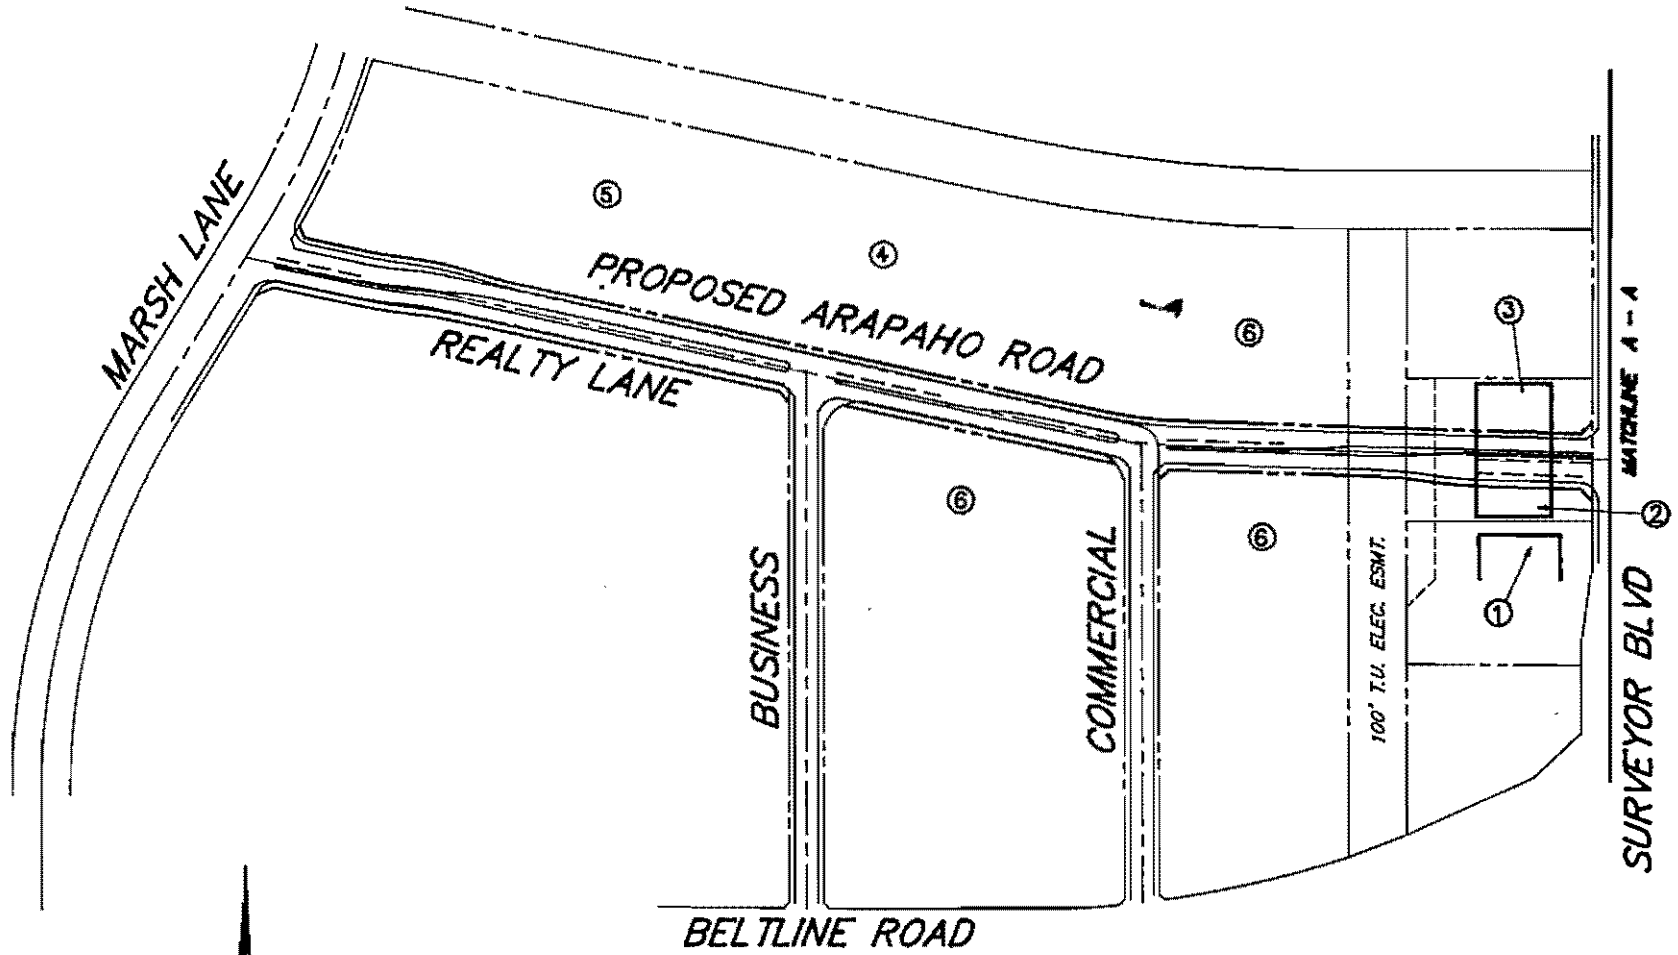 MARSH LANE
⑤
④
PROPOSED ARAPAHO ROAD
REALTY LANE
⑥
③
MATCHLINE A-A
⑥
⑥
②
①
BUSINESS
COMMERCIAL
100' T.U. ELEC. ESMT.
SURVEYOR BLVD
BELTLINE ROAD